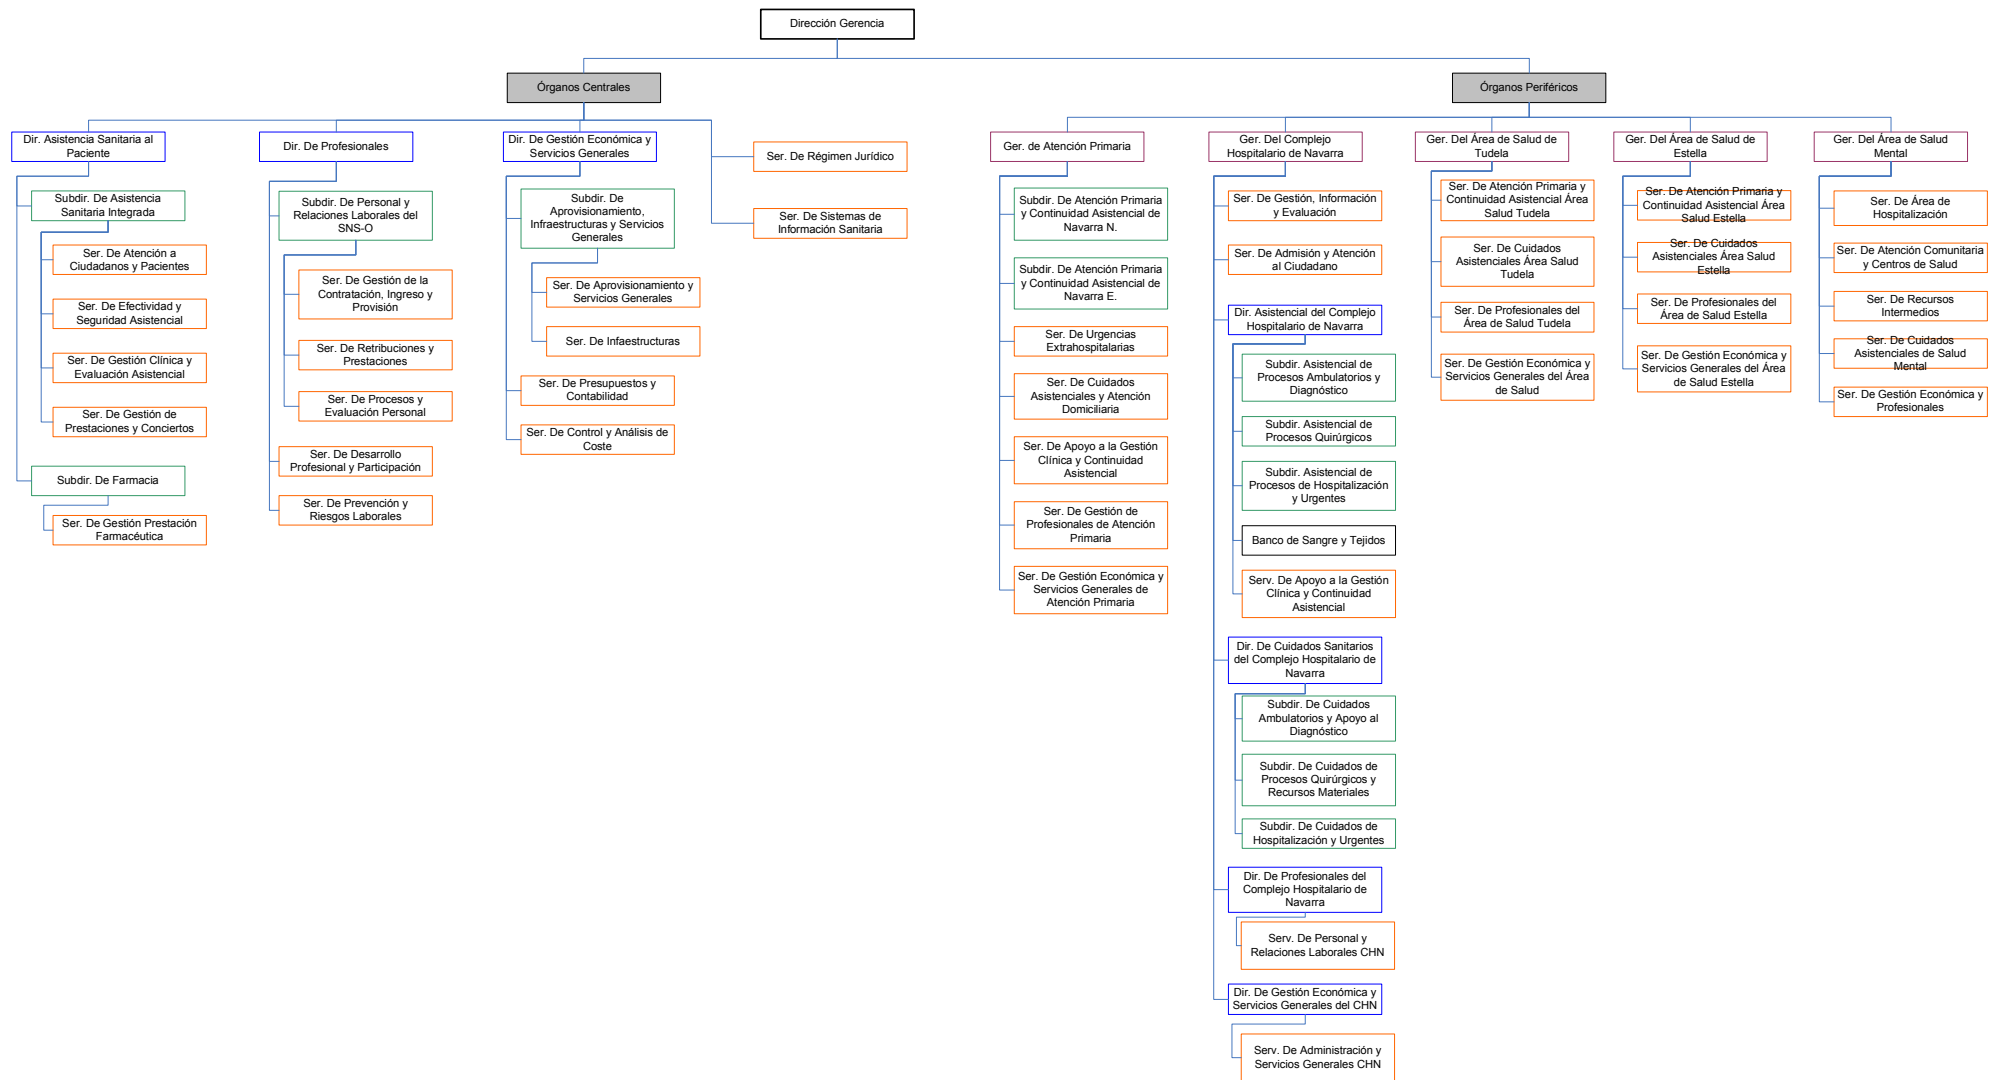 Dirección Gerencia
Órganos Centrales
Órganos Periféricos
Dir. Asistencia Sanitaria al
Paciente
Subdir. De Asistencia
Sanitaria Integrada
Ser. De Atención a
Ciudadanos y Pacientes
Ser. De Efectividad y
Seguridad Asistencial
Ser. De Gestión Clínica y
Evaluación Asistencial
Ser. De Gestión de
Prestaciones y Conciertos
Subdir. De Farmacia
Ser. De Gestión Prestación
Farmacéutica
Dir. De Profesionales
Subdir. De Personal y
Relaciones Laborales del
SNS-O
Ser. De Gestión de la
Contratación, Ingreso y
Provisión
Ser. De Retribuciones y
Prestaciones
Ser. De Procesos y
Evaluación Personal
Ser. De Desarrollo
Profesional y Participación
Ser. De Prevención y
Riesgos Laborales
Dir. De Gestión Económica y
Servicios Generales
Subdir. De
Aprovisionamiento,
Infraestructuras y Servicios
Generales
Ser. De Aprovisionamiento y
Servicios Generales
Ser. De Infaestructuras
Ser. De Presupuestos y
Contabilidad
Ser. De Control y Análisis de
Coste
Ser. De Régimen Jurídico
Ser. De Sistemas de
Información Sanitaria
Ger. de Atención Primaria
Subdir. De Atención Primaria
y Continuidad Asistencial de
Navarra N.
Subdir. De Atención Primaria
y Continuidad Asistencial de
Navarra E.
Ser. De Urgencias
Extrahospitalarias
Ser. De Cuidados
Asistenciales y Atención
Domiciliaria
Ser. De Apoyo a la Gestión
Clínica y Continuidad
Asistencial
Ser. De Gestión de
Profesionales de Atención
Primaria
Ser. De Gestión Económica y
Servicios Generales de
Atención Primaria
Ger. Del Complejo
Hospitalario de Navarra
Ser. De Gestión, Información
y Evaluación
Ser. De Admisión y Atención
al Ciudadano
Dir. Asistencial del Complejo
Hospitalario de Navarra
Subdir. Asistencial de
Procesos Ambulatorios y
Diagnóstico
Subdir. Asistencial de
Procesos Quirúrgicos
Subdir. Asistencial de
Procesos de Hospitalización
y Urgentes
Banco de Sangre y Tejidos
Serv. De Apoyo a la Gestión
Clínica y Continuidad
Asistencial
Dir. De Cuidados Sanitarios
del Complejo Hospitalario de
Navarra
Subdir. De Cuidados
Ambulatorios y Apoyo al
Diagnóstico
Subdir. De Cuidados de
Procesos Quirúrgicos y
Recursos Materiales
Subdir. De Cuidados de
Hospitalización y Urgentes
Dir. De Profesionales del
Complejo Hospitalario de
Navarra
Serv. De Personal y
Relaciones Laborales CHN
Dir. De Gestión Económica y
Servicios Generales del CHN
Serv. De Administración y
Servicios Generales CHN
Ger. Del Área de Salud de
Tudela
Ser. De Atención Primaria y
Continuidad Asistencial Área
Salud Tudela
Ser. De Cuidados
Asistenciales Área Salud
Tudela
Ser. De Profesionales del
Área de Salud Tudela
Ser. De Gestión Económica y
Servicios Generales del Área
de Salud
Ger. Del Área de Salud de
Estella
Ser. De Atención Primaria y
Continuidad Asistencial Área
Salud Estella
Ser. De Cuidados
Asistenciales Área Salud
Estella
Ser. De Profesionales del
Área de Salud Estella
Ser. De Gestión Económica y
Servicios Generales del Área
de Salud Estella
Ger. Del Área de Salud
Mental
Ser. De Área de
Hospitalización
Ser. De Atención Comunitaria
y Centros de Salud
Ser. De Recursos
Intermedios
Ser. De Cuidados
Asistenciales de Salud
Mental
Ser. De Gestión Económica y
Profesionales